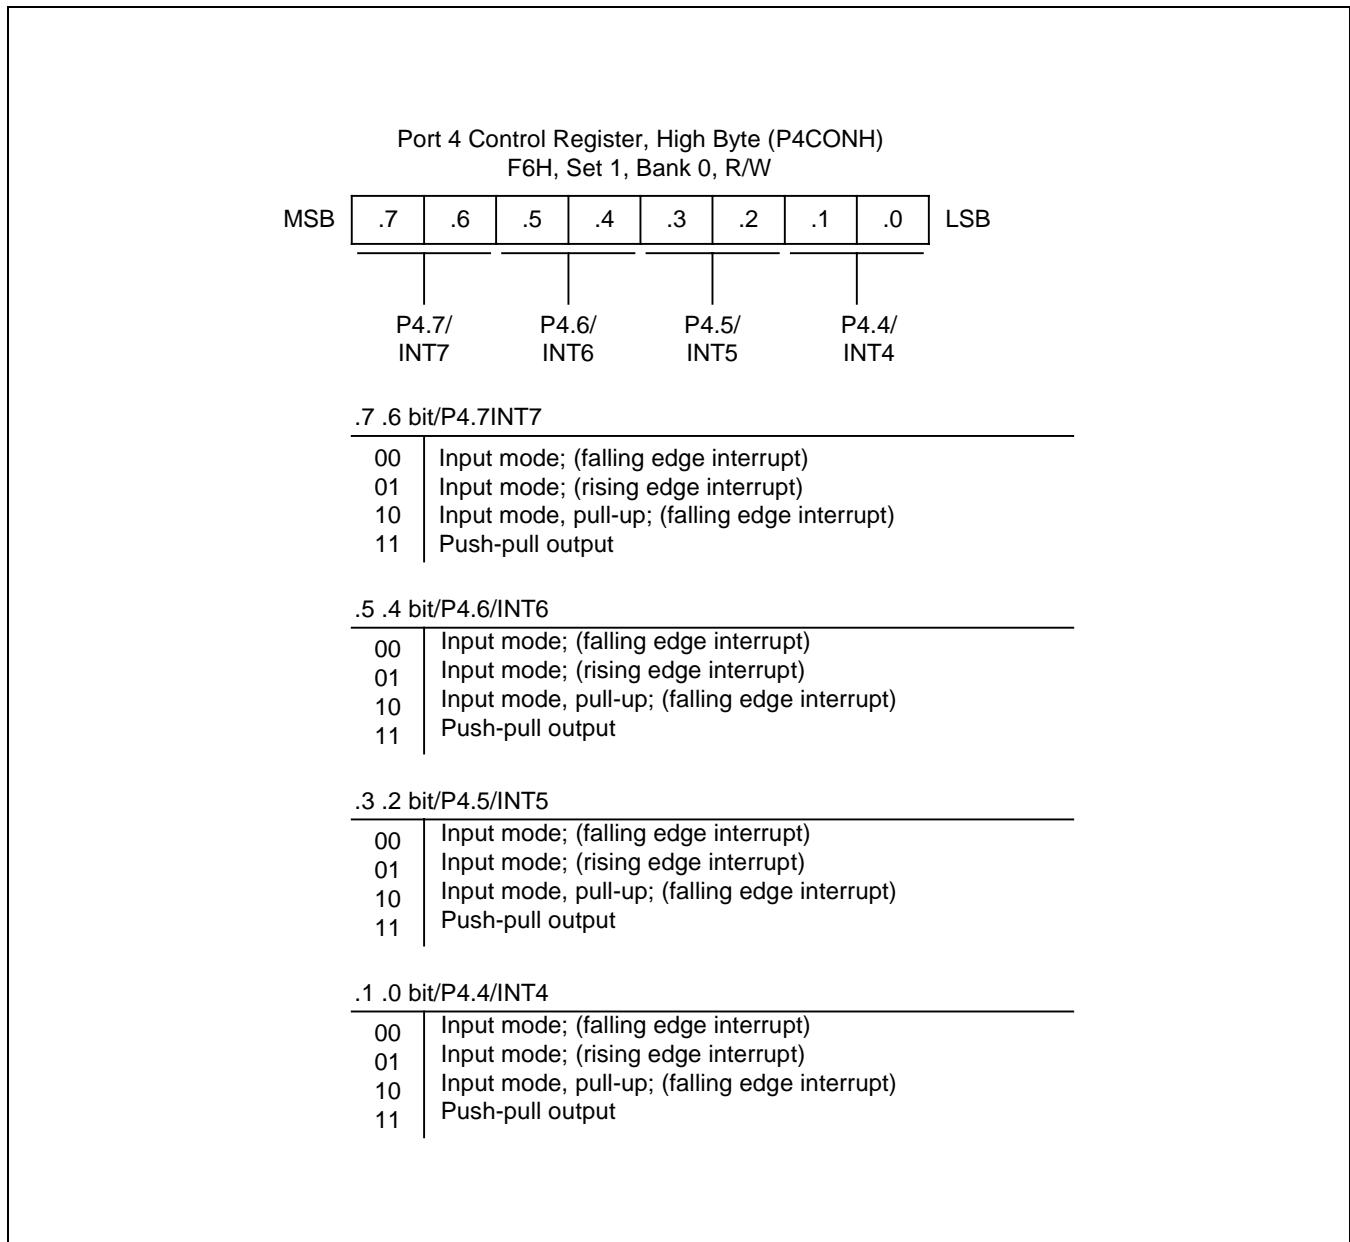 Port 4 Control Register, High Byte (P4CONH)
F6H, Set 1, Bank 0, R/W
MSB .7 .6 .5 .4 .3 .2 .1 .0 LSB
P4.7/ P4.6/ P4.5/ P4.4/
INT7 INT6 INT5 INT4
.7 .6 bit/P4.7INT7
00 Input mode; (falling edge interrupt)
01 Input mode; (rising edge interrupt)
10 Input mode, pull-up; (falling edge interrupt)
11 Push-pull output
.5 .4 bit/P4.6/INT6
00 Input mode; (falling edge interrupt)
01 Input mode; (rising edge interrupt)
10 Input mode, pull-up; (falling edge interrupt)
11 Push-pull output
.3 .2 bit/P4.5/INT5
00 Input mode; (falling edge interrupt)
01 Input mode; (rising edge interrupt)
10 Input mode, pull-up; (falling edge interrupt)
11 Push-pull output
.1 .0 bit/P4.4/INT4
00 Input mode; (falling edge interrupt)
01 Input mode; (rising edge interrupt)
10 Input mode, pull-up; (falling edge interrupt)
11 Push-pull output